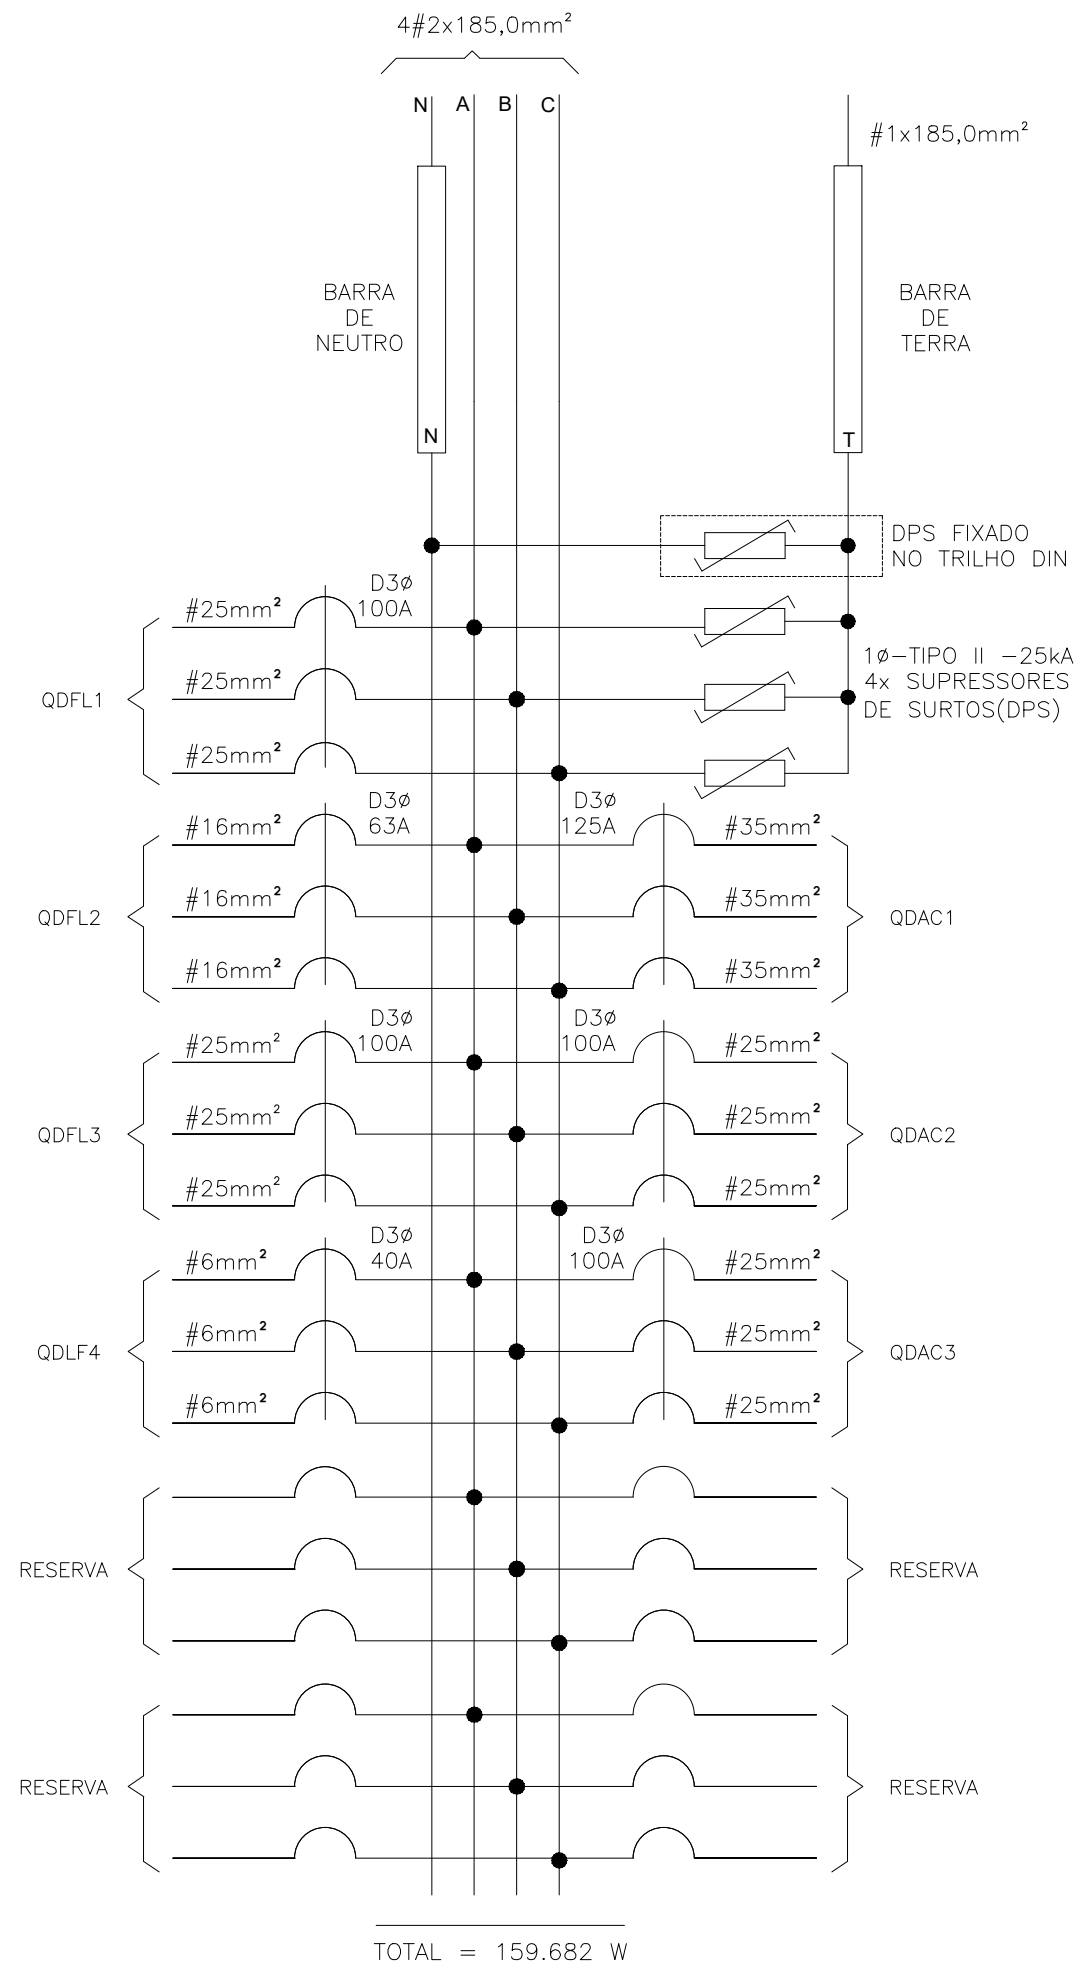 4#2x185,0mm²
N A B C
#1x185,0mm²
BARRA
DE
NEUTRO
BARRA
DE
TERRA
N
T
DPS FIXADO
NO TRILHO DIN
D3ø
100A
#25mm²
1ø-TIPO II -25kA
4x SUPRESSORES
DE SURTOS(DPS)
QDFL1
#25mm²
#25mm²
D3ø
63A
D3ø
125A
#16mm²
#35mm²
QDFL2
#16mm²
#35mm²
QDAC1
#16mm²
#35mm²
D3ø
100A
D3ø
100A
#25mm²
#25mm²
QDFL3
#25mm²
#25mm²
QDAC2
#25mm²
#25mm²
D3ø
40A
D3ø
100A
#6mm²
#25mm²
QDLF4
#6mm²
#25mm²
QDAC3
#6mm²
#25mm²
RESERVA
RESERVA
RESERVA
RESERVA
TOTAL = 159.682 W